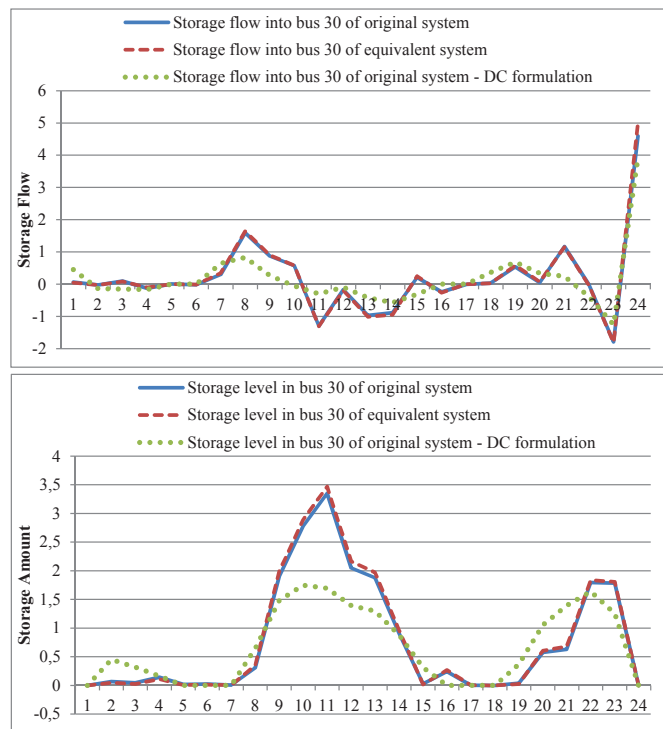 Storage flow into bus 30 of original system
Storage flow into bus 30 of equivalent system
Storage flow into bus 30 of original system - DC formulation
Storage Flow
6
5
4
3
2
1
0
-1
-2
1 2 3 4 5 6 7 8 9 10 11 12 13 14 15 16 17 18 19 20 21 22 23 24
Storage level in bus 30 of original system
Storage level in bus 30 of equivalent system
Storage level in bus 30 of original system - DC formulation
Storage Amount
4
3,5
3
2,5
2
1,5
1
0,5
0
-0,5
1 2 3 4 5 6 7 8 9 10 11 12 13 14 15 16 17 18 19 20 21 22 23 24